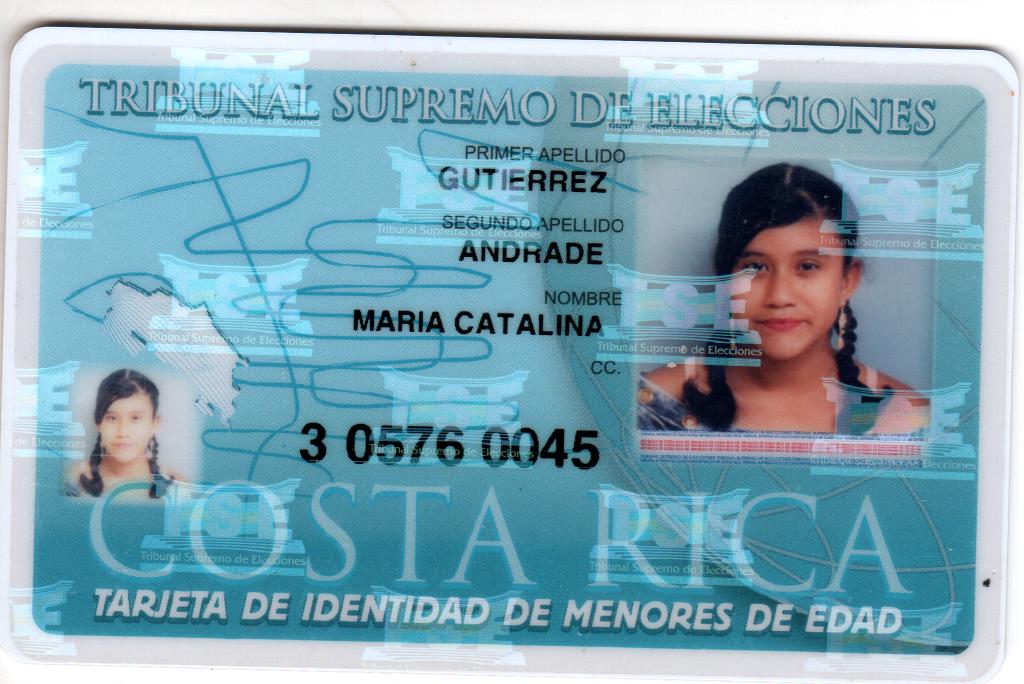 TRIBUNAL SUPREMO DE ELECCIONES
PRIMER APELLIDO
GUTIERREZ
SEGUNDO APELLIDO
ANDRADE
NOMBRE
MARIA CATALINA
CC.
3 0576 0045
COSTA RICA
TARJETA DE IDENTIDAD DE MENORES DE EDAD
TSE
Tribunal Supremo de Elecciones